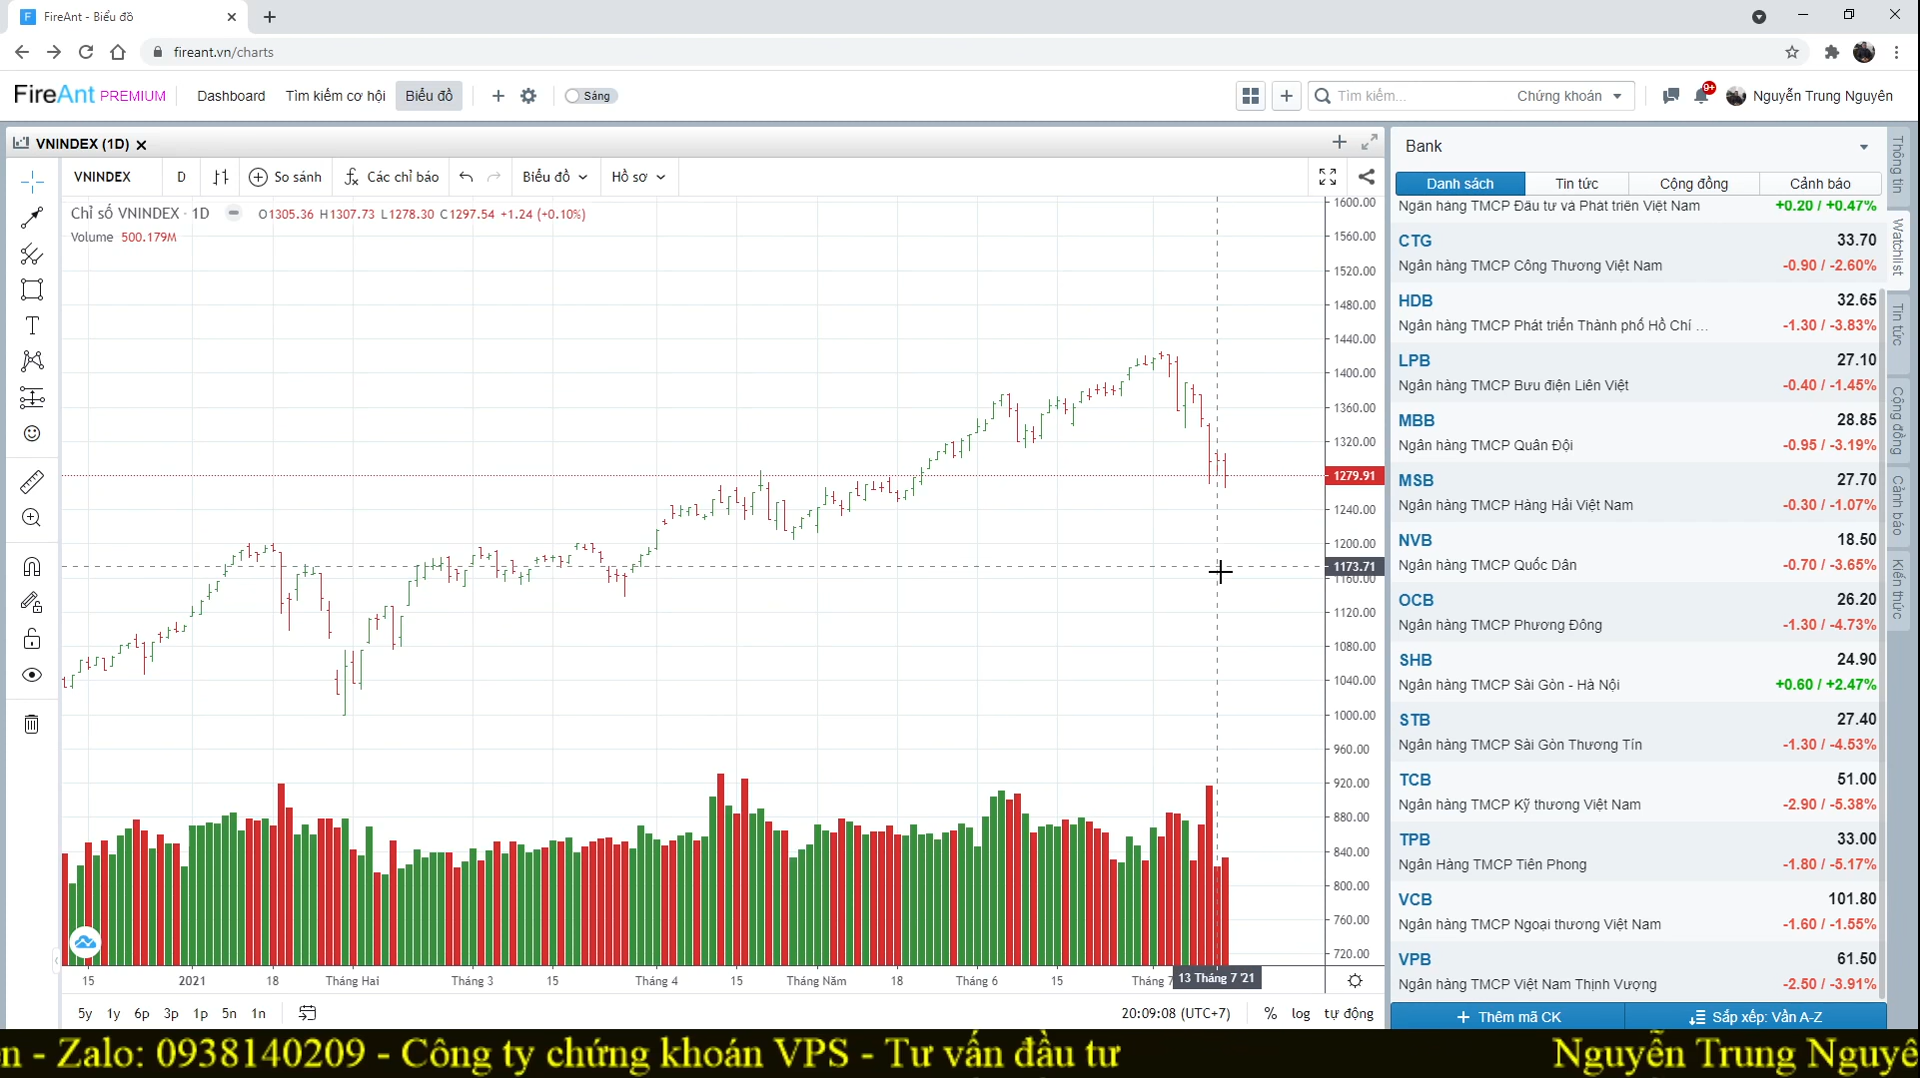 FireAnt - Biểu đồ
fireant.vn/charts
FireAnt PREMIUM
Dashboard
Tìm kiếm cơ hội
Biểu đồ
Sáng
Tìm kiếm...
Chứng khoán
9+
Nguyễn Trung Nguyên
VNINDEX (1D)
VNINDEX
D
So sánh
Các chỉ báo
Biểu đồ
Hồ sơ
Chỉ số VNINDEX · 1D
O1305.36 H1307.73 L1278.30 C1297.54 +1.24 (+0.10%)
Volume 500.179M
1600.00
1560.00
1520.00
1480.00
1440.00
1400.00
1360.00
1320.00
1279.91
1240.00
1200.00
1173.71
1160.00
1120.00
1080.00
1040.00
1000.00
960.00
920.00
880.00
840.00
800.00
760.00
720.00
15
2021
18
Tháng Hai
Tháng 3
15
Tháng 4
15
Tháng Năm
18
Tháng 6
15
Tháng 7
13 Tháng 7 '21
5y 1y 6p 3p 1p 5n 1n
20:09:08 (UTC+7)
% log tự động
Bank
Danh sách
Tin tức
Cộng đồng
Cảnh báo
Ngân hàng TMCP Đầu tư và Phát triển Việt Nam +0.20 / +0.47%
CTG 33.70
Ngân hàng TMCP Công Thương Việt Nam -0.90 / -2.60%
HDB 32.65
Ngân hàng TMCP Phát triển Thành phố Hồ Chí ... -1.30 / -3.83%
LPB 27.10
Ngân hàng TMCP Bưu điện Liên Việt -0.40 / -1.45%
MBB 28.85
Ngân hàng TMCP Quân Đội -0.95 / -3.19%
MSB 27.70
Ngân hàng TMCP Hàng Hải Việt Nam -0.30 / -1.07%
NVB 18.50
Ngân hàng TMCP Quốc Dân -0.70 / -3.65%
OCB 26.20
Ngân hàng TMCP Phương Đông -1.30 / -4.73%
SHB 24.90
Ngân hàng TMCP Sài Gòn - Hà Nội +0.60 / +2.47%
STB 27.40
Ngân hàng TMCP Sài Gòn Thương Tín -1.30 / -4.53%
TCB 51.00
Ngân hàng TMCP Kỹ thương Việt Nam -2.90 / -5.38%
TPB 33.00
Ngân Hàng TMCP Tiên Phong -1.80 / -5.17%
VCB 101.80
Ngân hàng TMCP Ngoại thương Việt Nam -1.60 / -1.55%
VPB 61.50
Ngân hàng TMCP Việt Nam Thịnh Vượng -2.50 / -3.91%
Thêm mã CK
Sắp xếp: Vần A-Z
Thông tin
Watchlist
Tin tức
Cộng đồng
Cảnh báo
Kiến thức
n - Zalo: 0938140209 - Công ty chứng khoán VPS - Tư vấn đầu tư Nguyễn Trung Nguyê